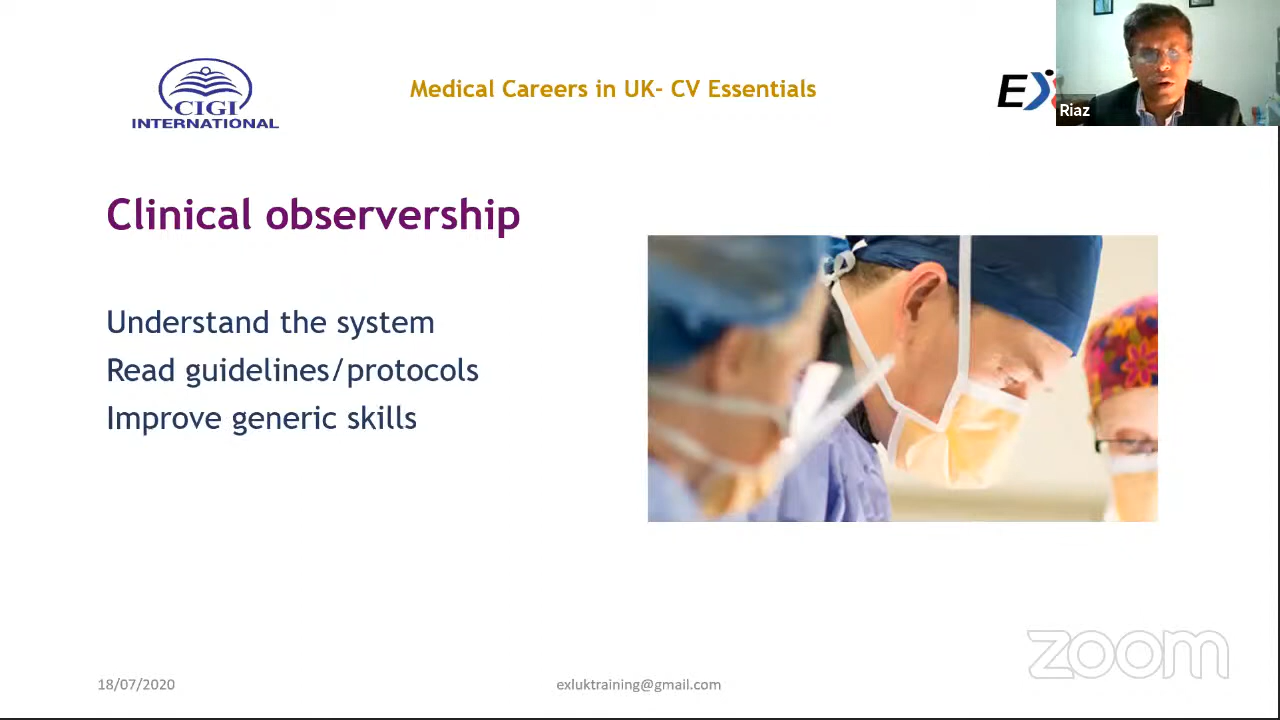 CIGI
INTERNATIONAL
Medical Careers in UK- CV Essentials
EX
Riaz
Clinical observership
Understand the system
Read guidelines/protocols
Improve generic skills
zoom
18/07/2020
exluktraining@gmail.com